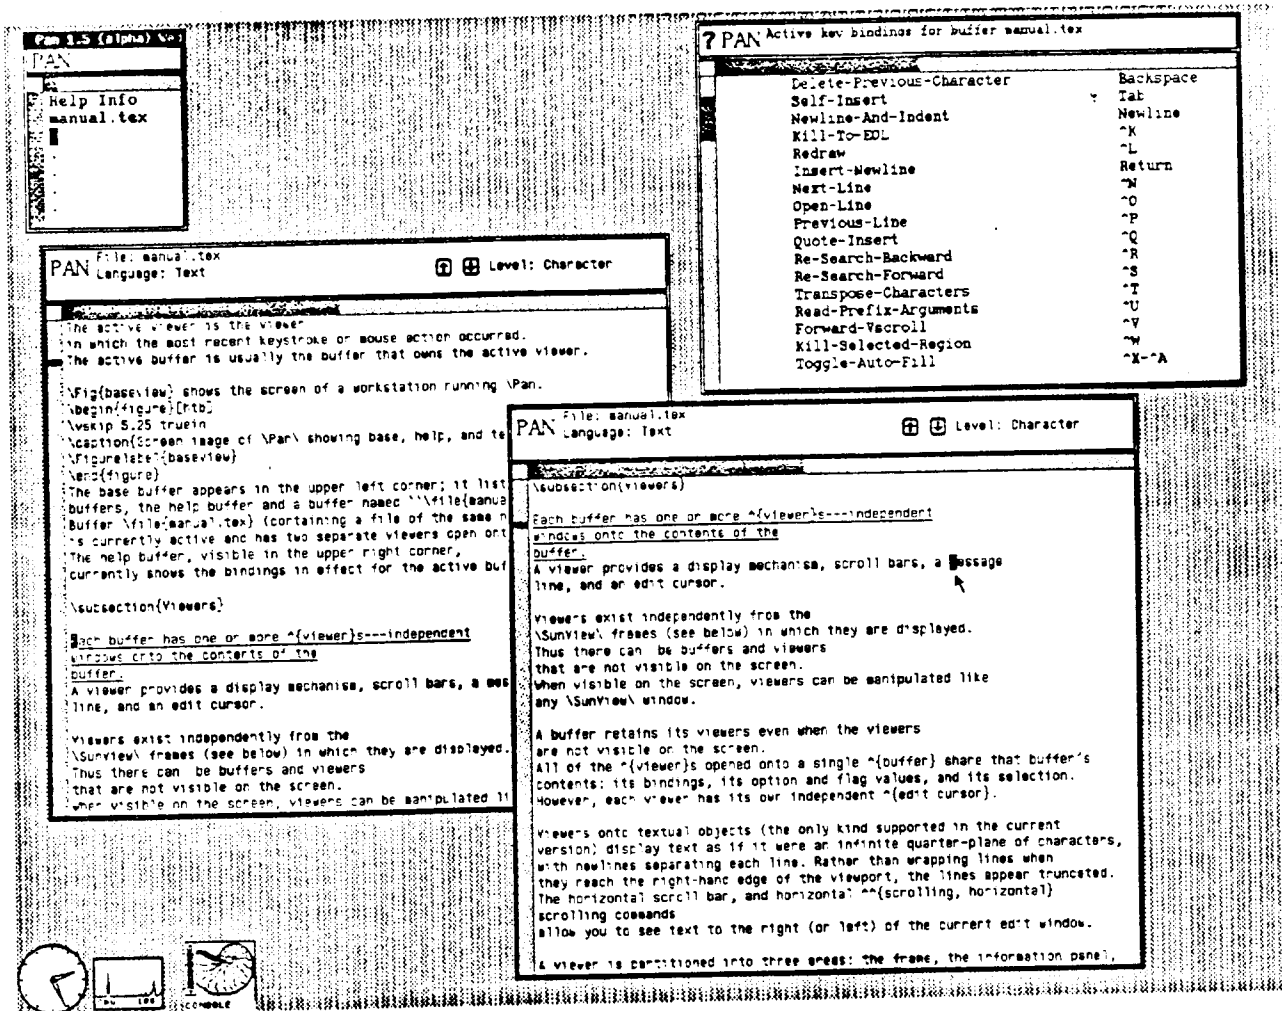 Pan 1.5 (alpha)
PAN
Help Info
manual.tex
? PAN Active key bindings for buffer manual.tex
Delete-Previous-Character Backspace
Self-Insert Tab
Newline-And-Indent Newline
Kill-To-EOL ^K
Redraw ^L
Insert-Newline Return
Next-Line ^N
Open-Line ^O
Previous-Line ^P
Quote-Insert ^Q
Re-Search-Backward ^R
Re-Search-Forward ^S
Transpose-Characters ^T
Read-Prefix-Arguments ^U
Forward-Vscroll ^V
Kill-Selected-Region ^W
Toggle-Auto-Fill ^X-^A
PAN File: manual.tex
Language: Text
Level: Character
The active viewer is the viewer
in which the most recent keystroke or mouse action occurred.
The active buffer is usually the buffer that owns the active viewer.
\Fig{baseview} shows the screen of a workstation running \Pan.
\begin{figure}[htb]
\vskip 5.25 truein
\caption{Screen image of \Pan\ showing base, help, and te
\Figurelabel{baseview}
\end{figure}
The base buffer appears in the upper left corner; it list
buffers, the help buffer and a buffer named ``\file{manua
Buffer \file{manual.tex} (containing a file of the same n
is currently active and has two separate viewers open ont
The help buffer, visible in the upper right corner,
currently shows the bindings in effect for the active buf
\subsection{Viewers}
Each buffer has one or more ^{viewer}s---independent
windows onto the contents of the
buffer.
A viewer provides a display mechanism, scroll bars, a mes
line, and an edit cursor.
Viewers exist independently from the
\SunView\ frames (see below) in which they are displayed.
Thus there can be buffers and viewers
that are not visible on the screen.
When visible on the screen, viewers can be manipulated li
PAN File: manual.tex
Language: Text
Level: Character
\subsection{Viewers}
Each buffer has one or more ^{viewer}s---independent
windows onto the contents of the
buffer.
A viewer provides a display mechanism, scroll bars, a message
line, and an edit cursor.
Viewers exist independently from the
\SunView\ frames (see below) in which they are displayed.
Thus there can be buffers and viewers
that are not visible on the screen.
When visible on the screen, viewers can be manipulated like
any \SunView\ window.
A buffer retains its viewers even when the viewers
are not visible on the screen.
All of the ^{viewer}s opened onto a single ^{buffer} share that buffer's
contents: its bindings, its option and flag values, and its selection.
However, each viewer has its own independent ^{edit cursor}.
Viewers onto textual objects (the only kind supported in the current
version) display text as if it were an infinite quarter-plane of characters,
with newlines separating each line. Rather than wrapping lines when
they reach the right-hand edge of the viewport, the lines appear truncated.
The horizontal scroll bar, and horizontal ^^{scrolling, horizontal}
scrolling commands
allow you to see text to the right (or left) of the current edit window.
A viewer is partitioned into three areas: the frame, the information panel,
CONSOLE